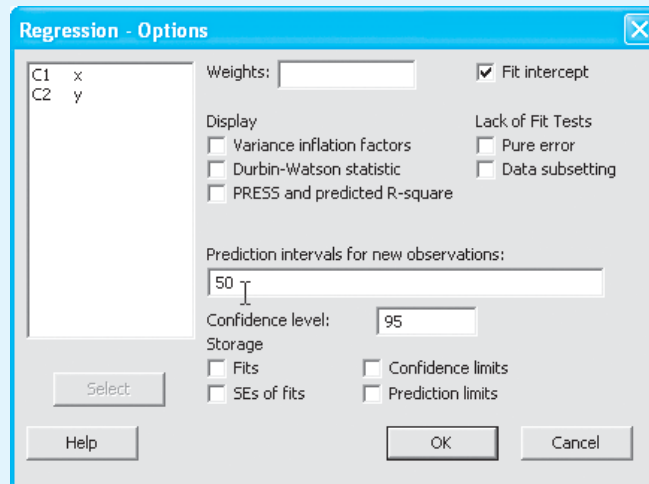 Regression - Options
C1 x
C2 y
Weights:
Fit intercept
Display
Variance inflation factors
Durbin-Watson statistic
PRESS and predicted R-square
Lack of Fit Tests
Pure error
Data subsetting
Prediction intervals for new observations:
50
Confidence level:
95
Storage
Fits
Confidence limits
SEs of fits
Prediction limits
Select
Help
OK
Cancel